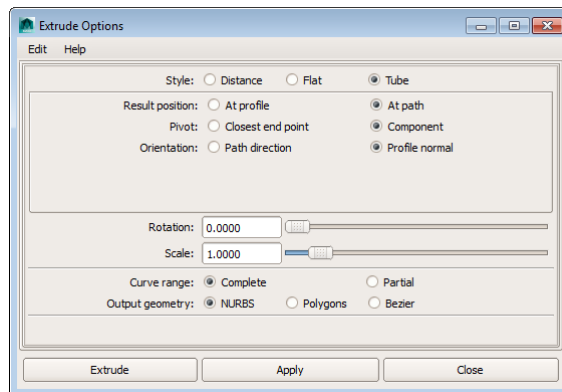 Extrude Options
Edit Help
Style: Distance Flat Tube
Result position: At profile At path
Pivot: Closest end point Component
Orientation: Path direction Profile normal
Rotation: 0.0000
Scale: 1.0000
Curve range: Complete Partial
Output geometry: NURBS Polygons Bezier
Extrude Apply Close